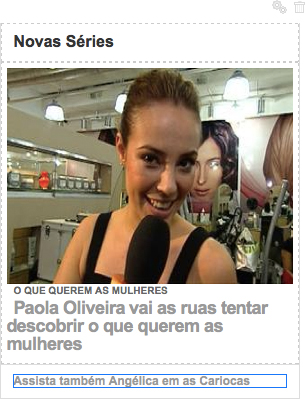 Novas Séries
O QUE QUEREM AS MULHERES
Paola Oliveira vai as ruas tentar
descobrir o que querem as
mulheres
Assista também Angélica em as Cariocas